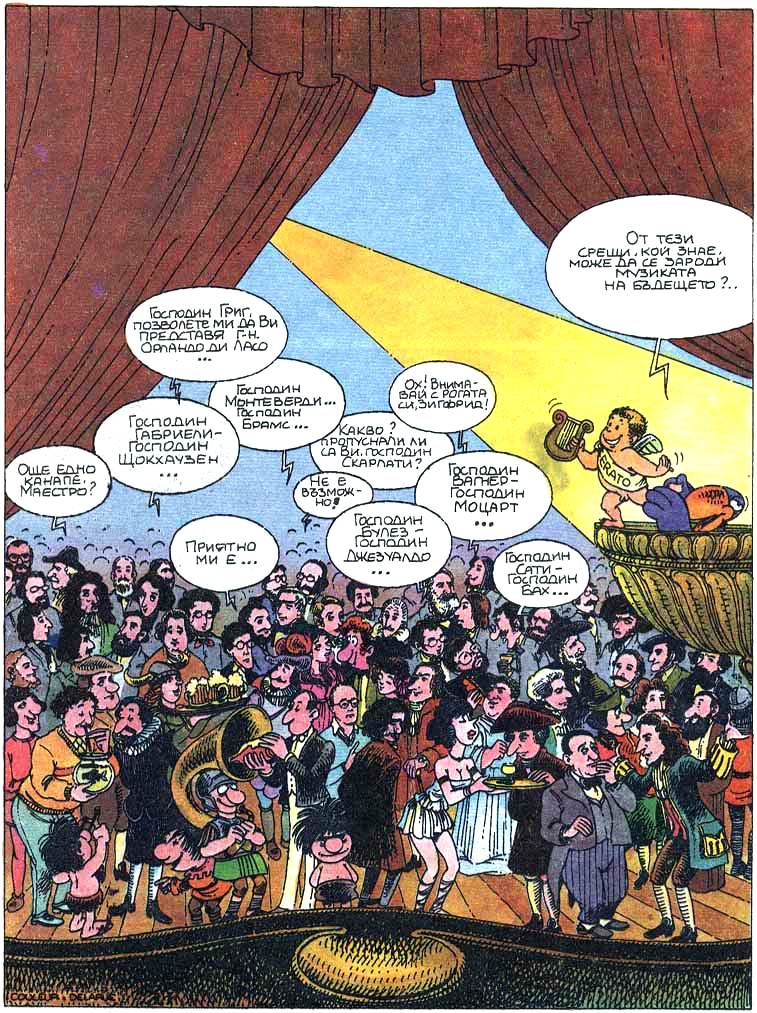 От тези
срещи, кой знае,
може да се зароди
музиката
на бъдещето?..
Господин Григ,
позволете ми да Ви
представя г-н.
Орландо ди Ласо
...
Господин
Монтеверди...
Господин
Брамс...
Ох! Внима-
вай с рогата
си, Зигфрид!
Господин
Габриели-
Господин
Щокхаузен
...
Какво?
пропуснали ли
са Ви, господин
Скарлати?
Още едно
канапе,
маестро?
Не е
възмож-
но!
Господин
Вагнер-
Господин
Моцарт
...
Приятно
ми е...
Господин
Булез -
Господин
Джезуалдо
...
Господин
Сати-
Господин
Бах...
ЕРАТО
COULEUR: DELARUE